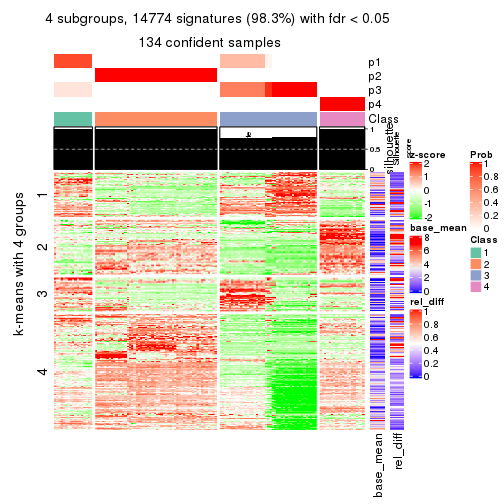 4 subgroups, 14774 signatures (98.3%) with fdr < 0.05
134 confident samples
p1
p2
p3
p4
Class
1
0.5
0
silhouette
Silhouette
score
k-means with 4 groups
1
2
3
4
base_mean
rel_diff
z-score
2
1
0
-1
-2
base_mean
8
6
4
2
0
rel_diff
1
0.8
0.6
0.4
0.2
0
Prob
1
0.8
0.6
0.4
0.2
0
Class
1
2
3
4